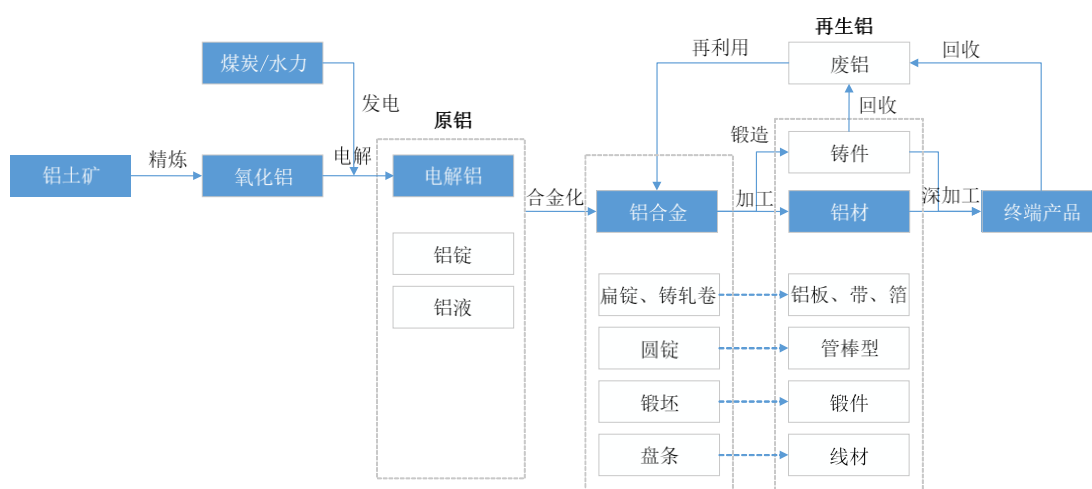 再生铝
再利用
回收
煤炭/水力
废铝
发电
回收
原铝
锻造
铸件
精炼
电解
铝土矿
氧化铝
电解铝
合金化
铝合金
加工
铝材
深加工
终端产品
铝锭
铝液
扁锭、铸轧卷
铝板、带、箔
圆锭
管棒型
锻坯
锻件
盘条
线材